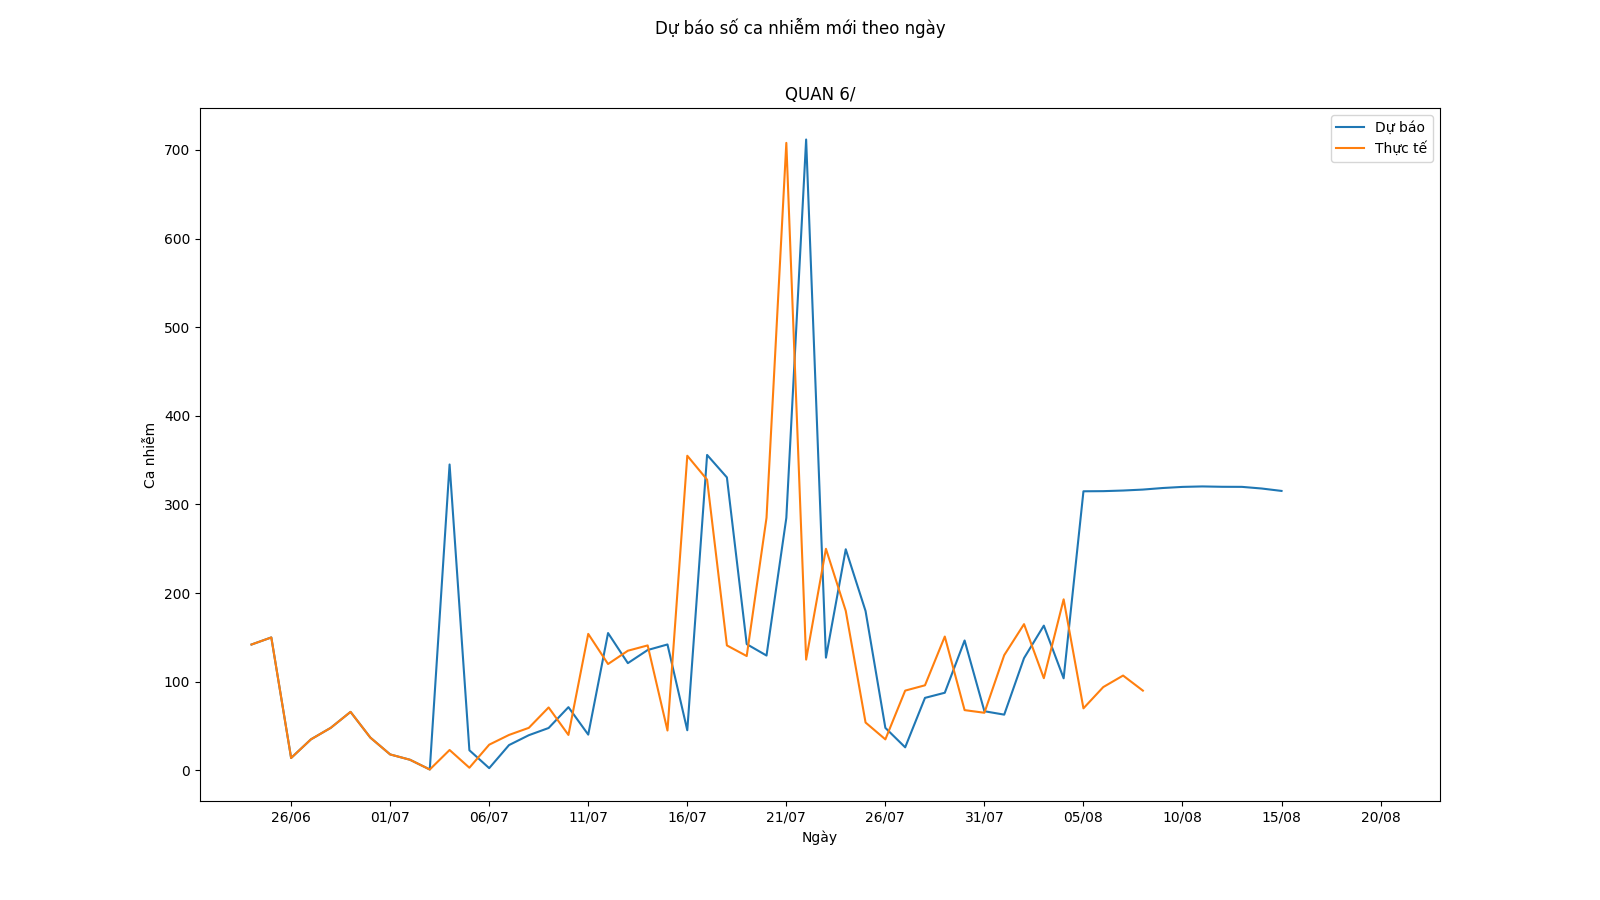 Dự báo số ca nhiễm mới theo ngày
QUAN 6/
Dự báo
Thực tế
700
600
500
400
300
200
100
0
Ca nhiễm
26/06 01/07 06/07 11/07 16/07 21/07 26/07 31/07 05/08 10/08 15/08 20/08
Ngày